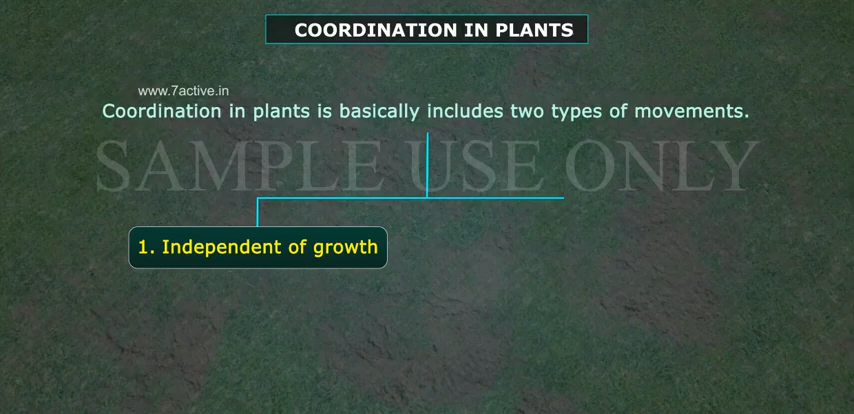 COORDINATION IN PLANTS
www.7active.in
Coordination in plants is basically includes two types of movements.
SAMPLE USE ONLY
1. Independent of growth